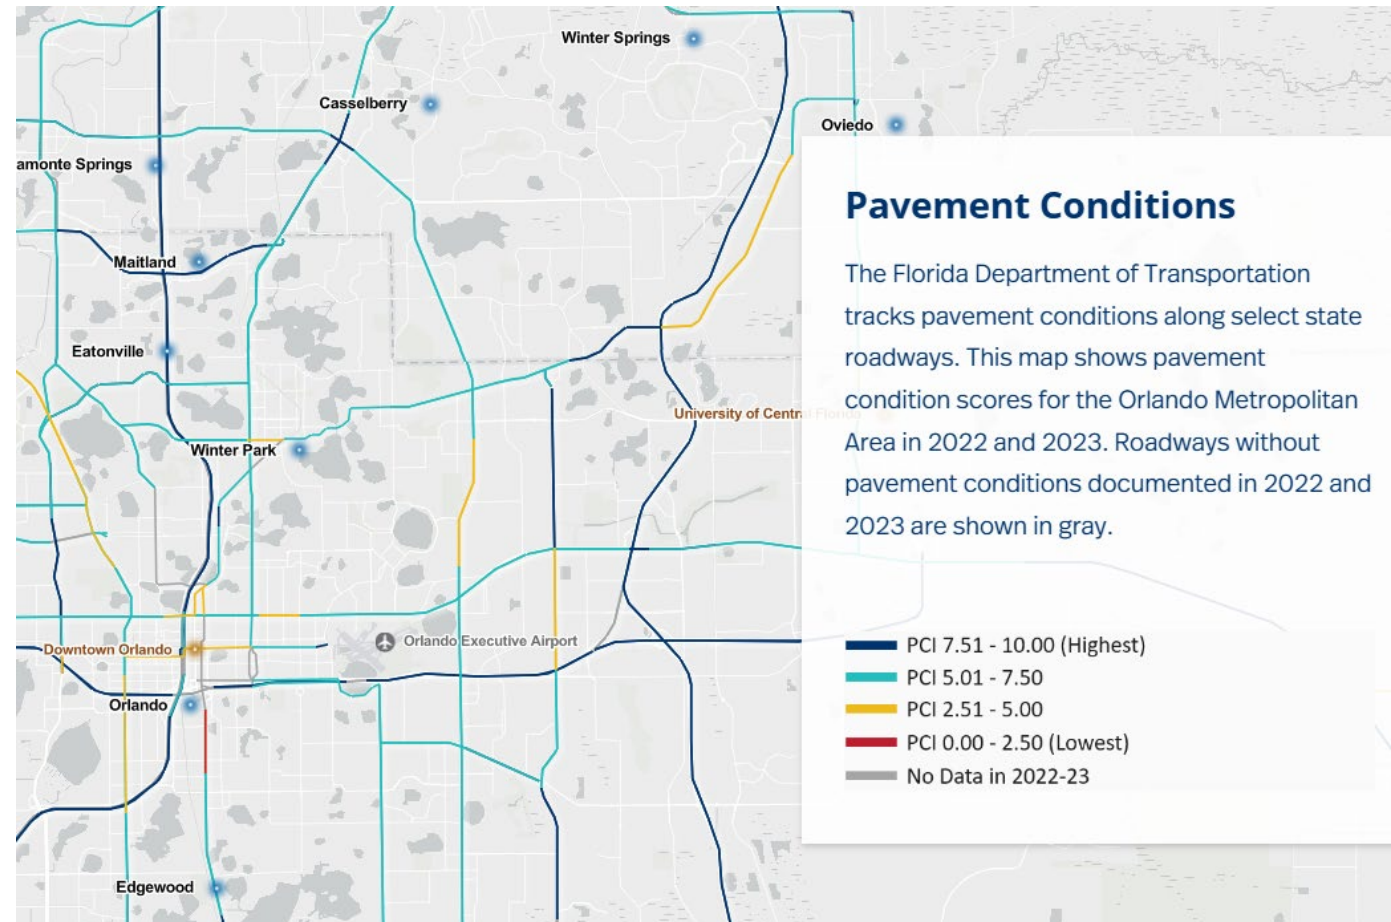 Winter Springs
Casselberry
Oviedo
amonte Springs
Maitland
Eatonville
University of Central Florida
Winter Park
Orlando Executive Airport
Downtown Orlando
Orlando
Edgewood
Pavement Conditions
The Florida Department of Transportation
tracks pavement conditions along select state
roadways. This map shows pavement
condition scores for the Orlando Metropolitan
Area in 2022 and 2023. Roadways without
pavement conditions documented in 2022 and
2023 are shown in gray.
PCI 7.51 - 10.00 (Highest)
PCI 5.01 - 7.50
PCI 2.51 - 5.00
PCI 0.00 - 2.50 (Lowest)
No Data in 2022-23